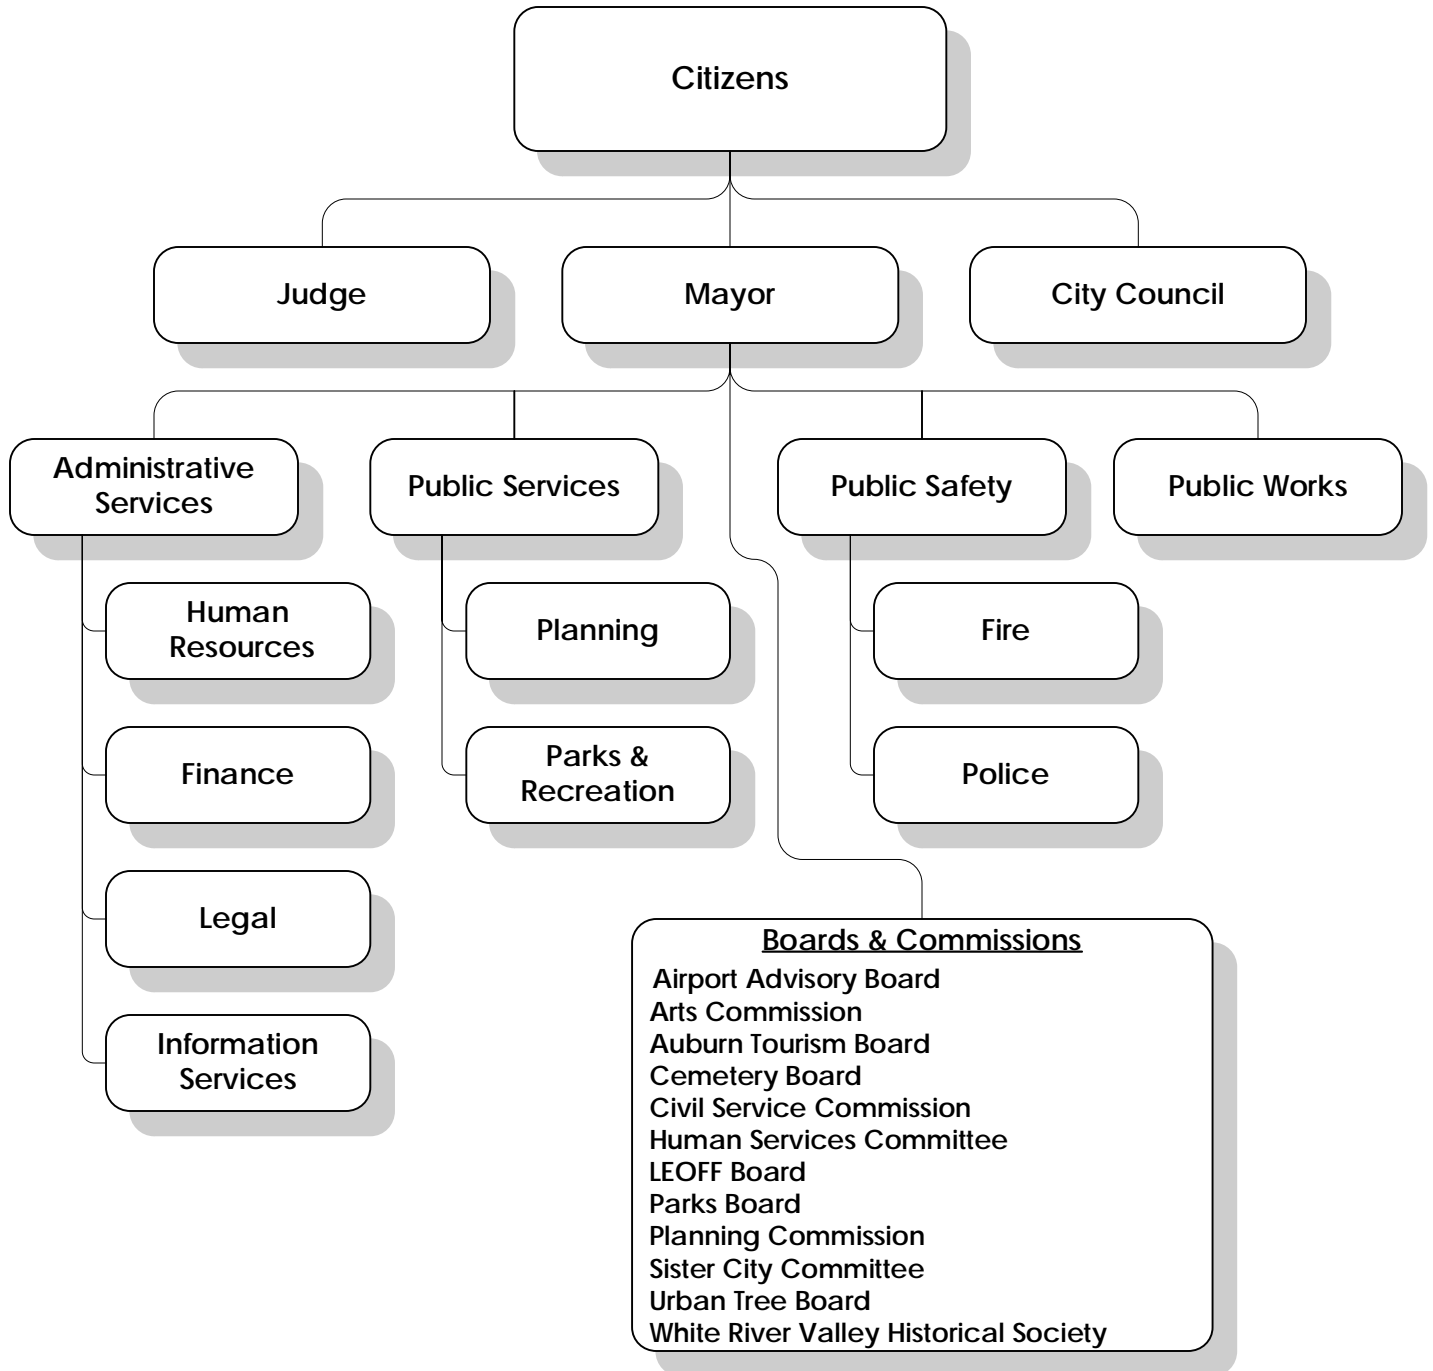 Citizens
Judge
Mayor
City Council
Administrative
Services
Public Services
Public Safety
Public Works
Human
Resources
Planning
Fire
Finance
Parks &
Recreation
Police
Legal
Information
Services
Boards & Commissions
Airport Advisory Board
Arts Commission
Auburn Tourism Board
Cemetery Board
Civil Service Commission
Human Services Committee
LEOFF Board
Parks Board
Planning Commission
Sister City Committee
Urban Tree Board
White River Valley Historical Society